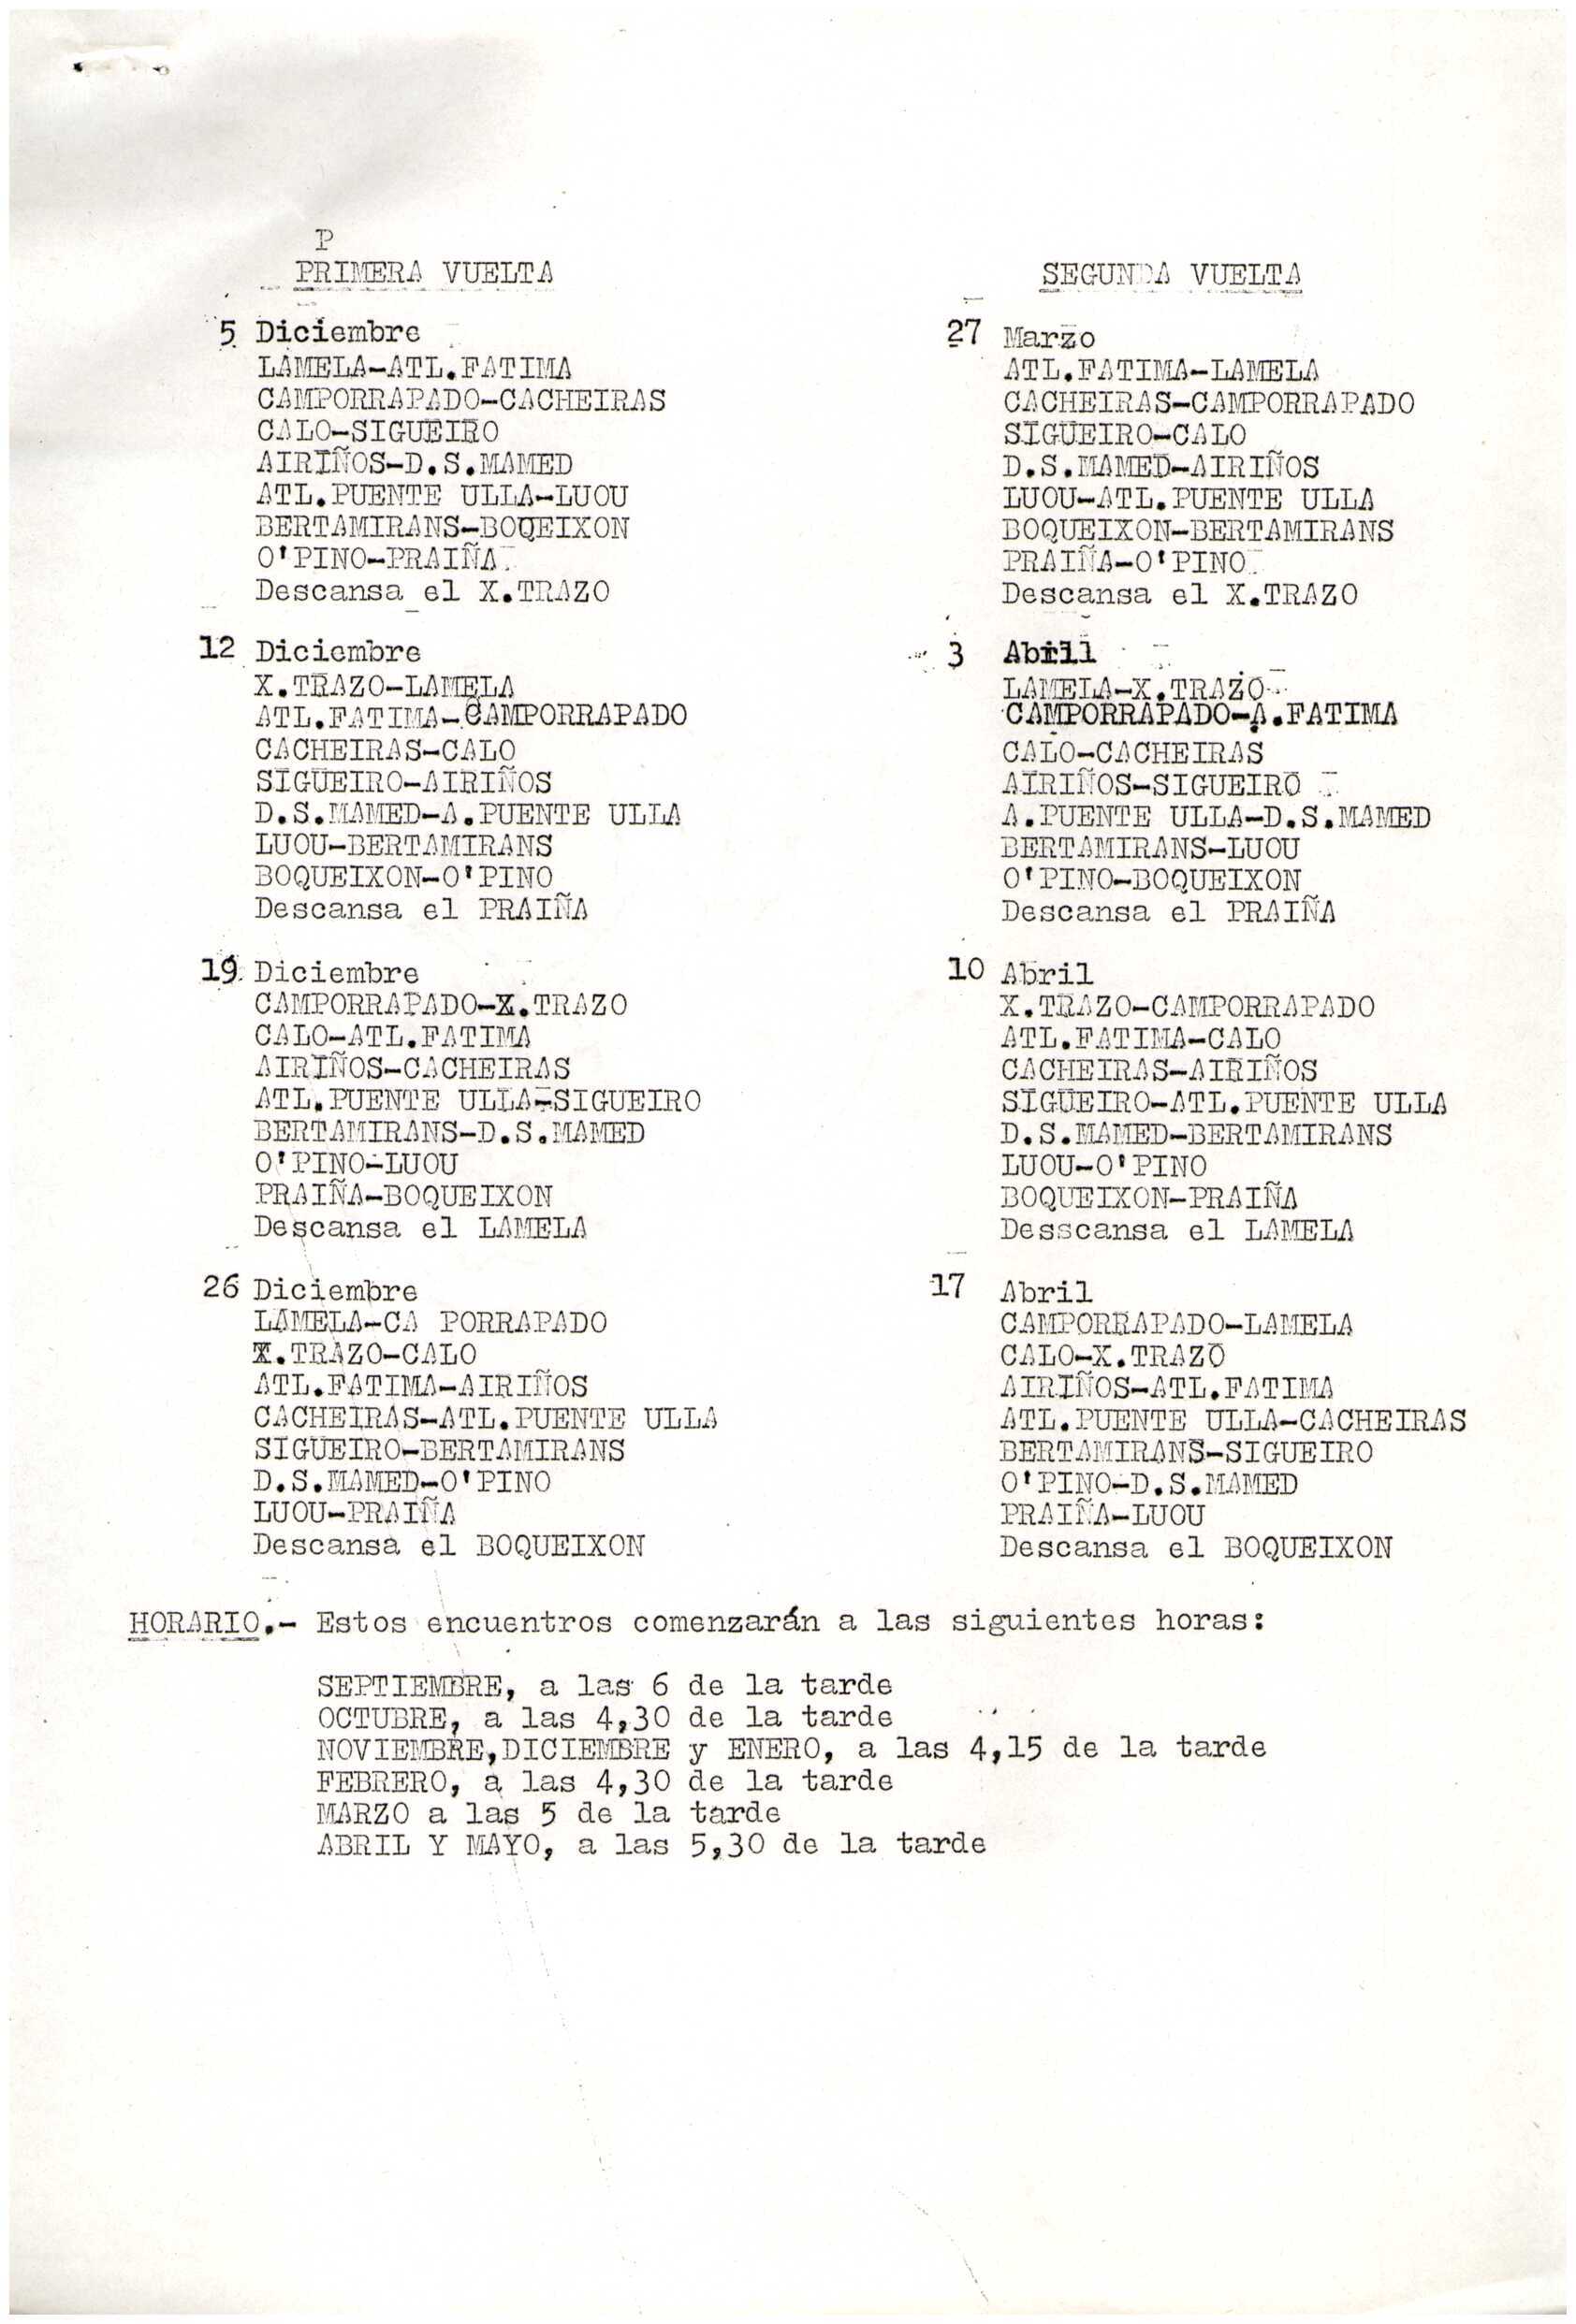 P
PRIMERA VUELTA
5 Diciembre
LAMELA-ATL.FATIMA
CAMPORRAPADO-CACHEIRAS
CALO-SIGUEIRO
AIRIÑOS-D.S.MAMED
ATL.PUENTE ULLA-LUOU
BERTAMIRANS-BOQEIXON
O'PINO-PRAIÑA
Descansa el X.TRAZO
12 Diciembre
X.TRAZO-LAMELA
ATL.FATIMA-CAMPORRAPADO
CACHEIRAS-CALO
SIGUEIRO-AIRIÑOS
D.S.MAMED-A.PUENTE ULLA
LUOU-BERTAMIRANS
BOQUEIXON-O'PINO
Descansa el PRAIÑA
19 Diciembre
CAMPORRAPADO-X.TRAZO
CALO-ATL.FATIMA
AIRIÑOS-CACHEIRAS
ATL.PUENTE ULLA-SIGUEIRO
BERTAMIRANS-D.S.MAMED
O'PINO-LUOU
PRAIÑA-BOQUEIXON
Descansa el LAMELA
26 Diciembre
LAMELA-CA PORRAPADO
X.TRAZO-CALO
ATL.FATIMA-AIRIÑOS
CACHEIRAS-ATL.PUENTE ULLA
SIGUEIRO-BERTAMIRANS
D.S.MAMED-O'PINO
LUOU-PRAIÑA
Descansa el BOQUEIXON
SEGUNDA VUELTA
27 Marzo
ATL.FATIMA-LAMELA
CACHEIRAS-CAMPORRAPADO
SIGUEIRO-CALO
D.S.MAMED-AIRIÑOS
LUOU-ATL.PUENTE ULLA
BOQUEIXON-BERTAMIRANS
PRAIÑA-O'PINO
Descansa el X.TRAZO
3 Abril
LAMELA-X.TRAZO
CAMPORRAPADO-A.FATIMA
CALO-CACHEIRAS
AIRIÑOS-SIGUEIRO
A.PUENTE ULLA-D.S.MAMED
BERTAMIRANS-LUOU
O'PINO-BOQUEIXON
Descansa el PRAIÑA
10 Abril
X.TRAZO-CAMPORRAPADO
ATL.FATIMA-CALO
CACHEIRAS-AIRIÑOS
SIGUEIRO-ATL.PUENTE ULLA
D.S.MAMED-BERTAMIRANS
LUOU-O'PINO
BOQUEIXON-PRAIÑA
Desscansa el LAMELA
17 Abril
CAMPORRAPADO-LAMELA
CALO-X.TRAZO
AIRIÑOS-ATL.FATIMA
ATL.PUENTE ULLA-CACHEIRAS
BERTAMIRANS-SIGUEIRO
O'PINO-D.S.MAMED
PRAIÑA-LUOU
Descansa el BOQUEIXON
HORARIO.- Estos encuentros comenzarán a las siguientes horas:
SEPTIEMBRE, a las 6 de la tarde
OCTUBRE, a las 4,30 de la tarde
NOVIEMBRE,DICIEMBRE y ENERO, a las 4,15 de la tarde
FEBRERO, a las 4,30 de la tarde
MARZO a las 5 de la tarde
ABRIL Y MAYO, a las 5,30 de la tarde